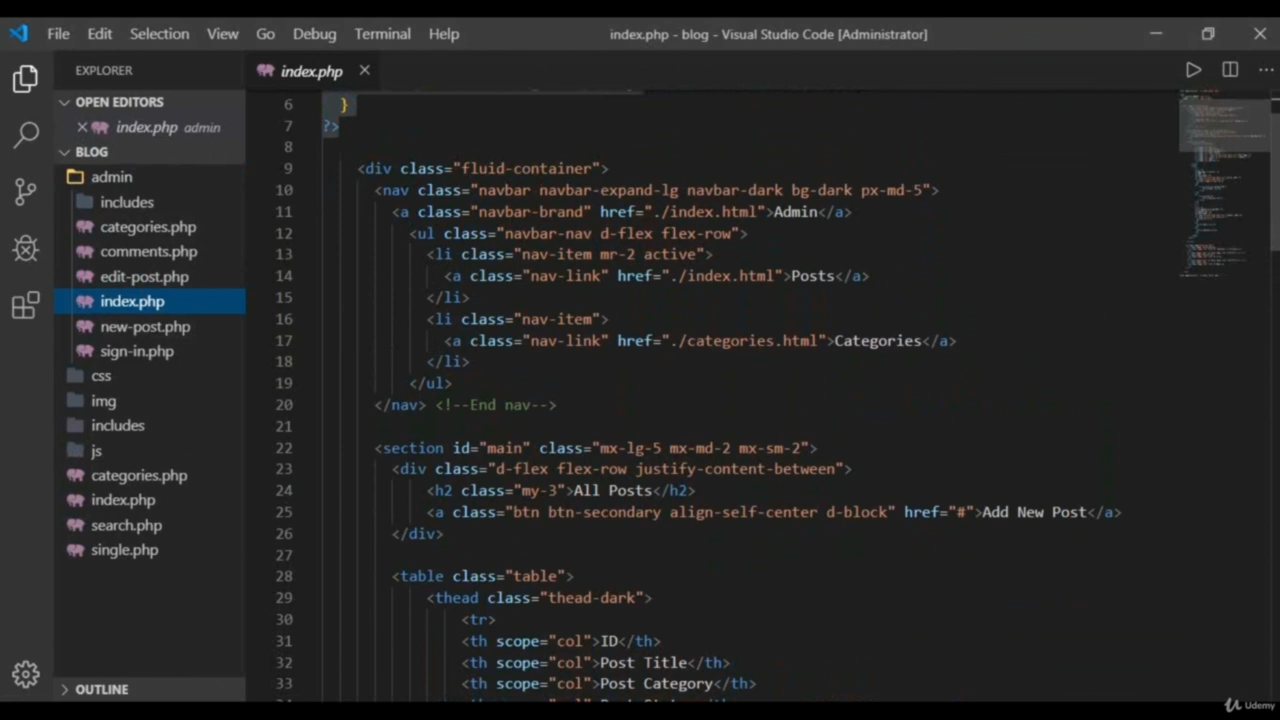 File Edit Selection View Go Debug Terminal Help
index.php - blog - Visual Studio Code [Administrator]
EXPLORER
OPEN EDITORS
index.php admin
BLOG
admin
includes
categories.php
comments.php
edit-post.php
index.php
new-post.php
sign-in.php
css
img
includes
js
categories.php
index.php
search.php
single.php
OUTLINE
index.php
6 }
7 ?>
8
9 <div class="fluid-container">
10 <nav class="navbar navbar-expand-lg navbar-dark bg-dark px-md-5">
11 <a class="navbar-brand" href="./index.html">Admin</a>
12 <ul class="navbar-nav d-flex flex-row">
13 <li class="nav-item mr-2 active">
14 <a class="nav-link" href="./index.html">Posts</a>
15 </li>
16 <li class="nav-item">
17 <a class="nav-link" href="./categories.html">Categories</a>
18 </li>
19 </ul>
20 </nav> <!--End nav-->
21
22 <section id="main" class="mx-lg-5 mx-md-2 mx-sm-2">
23 <div class="d-flex flex-row justify-content-between">
24 <h2 class="my-3">All Posts</h2>
25 <a class="btn btn-secondary align-self-center d-block" href="#">Add New Post</a>
26 </div>
27
28 <table class="table">
29 <thead class="thead-dark">
30 <tr>
31 <th scope="col">ID</th>
32 <th scope="col">Post Title</th>
33 <th scope="col">Post Category</th>
Udemy